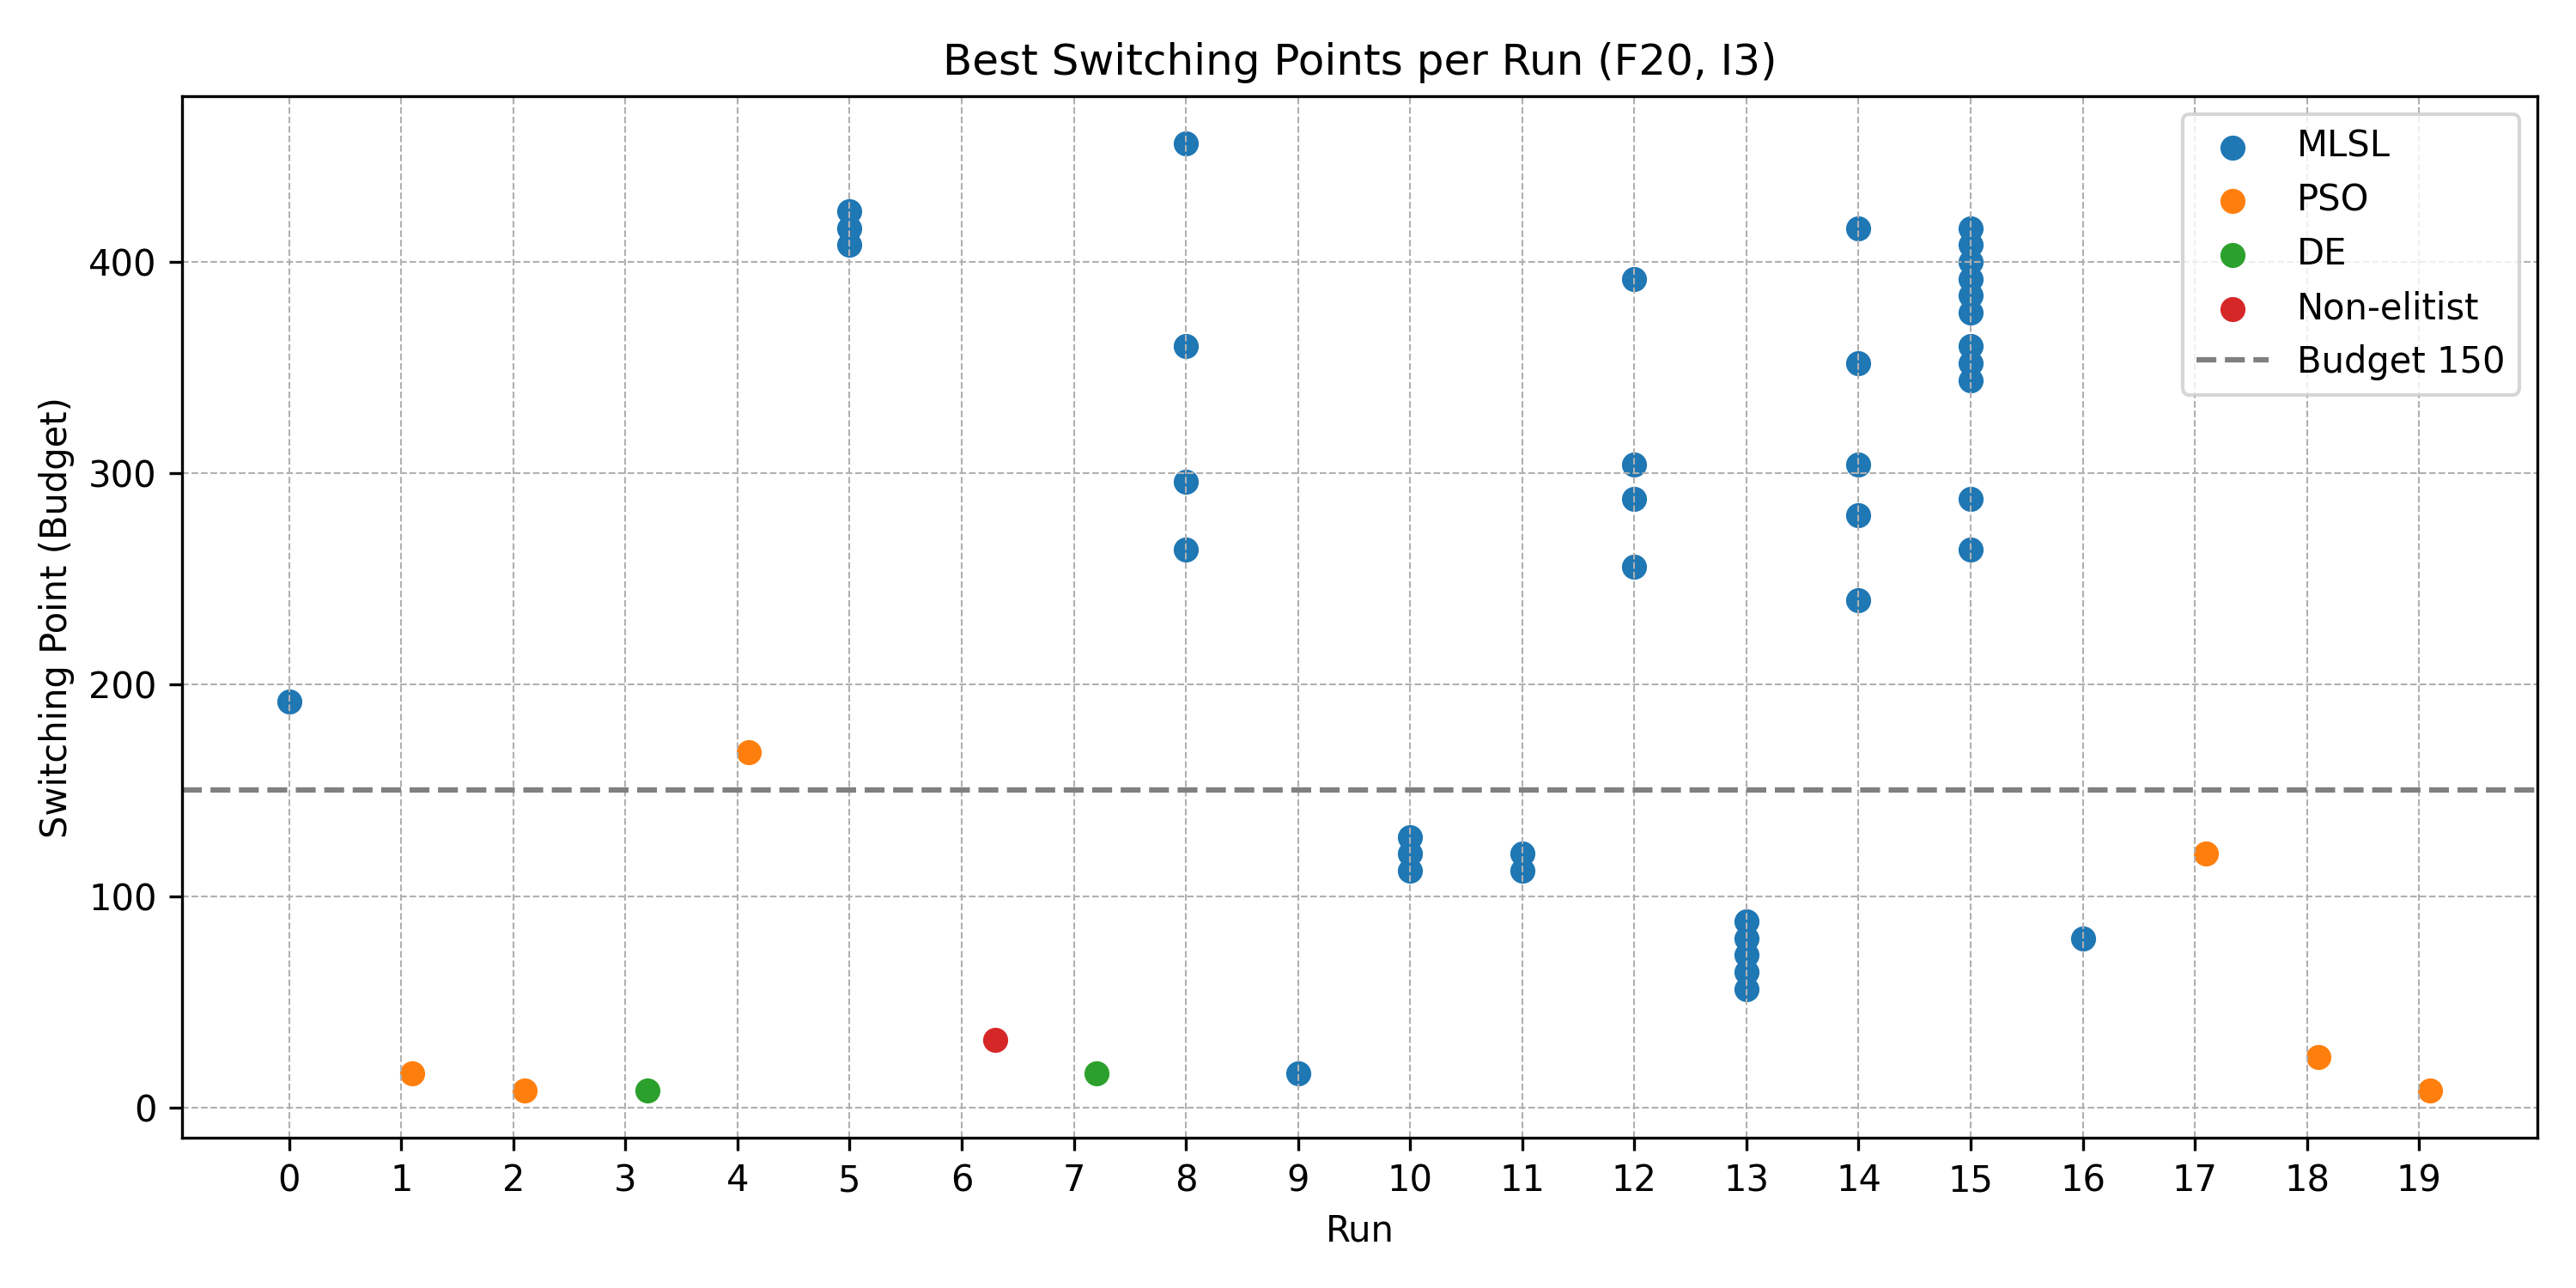 Best Switching Points per Run (F20, I3)
MLSL
PSO
DE
Non-elitist
Budget 150
Switching Point (Budget)
400
300
200
100
0
0 1 2 3 4 5 6 7 8 9 10 11 12 13 14 15 16 17 18 19
Run